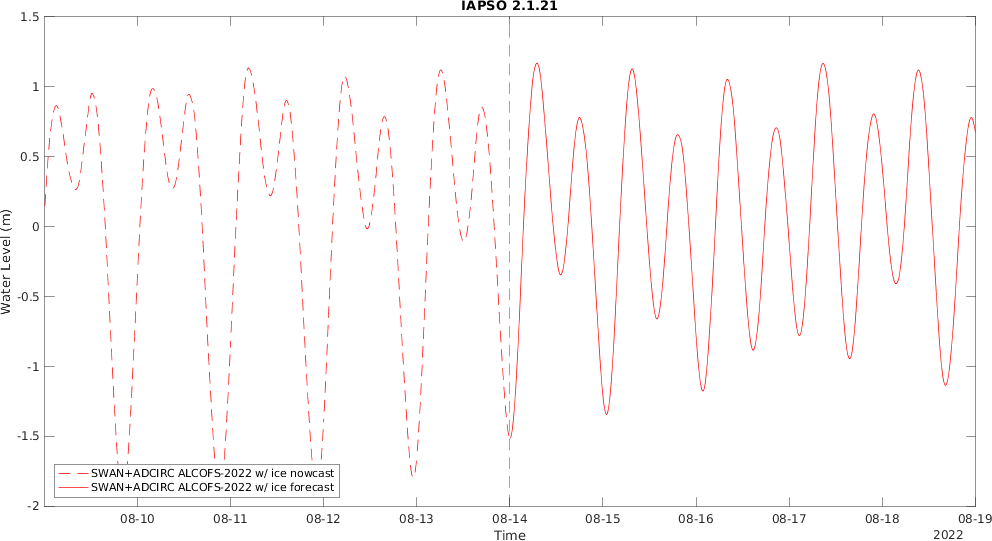 IAPSO 2.1.21
1.5
1
0.5
0
-0.5
-1
-1.5
-2
Water Level (m)
SWAN+ADCIRC ALCOFS-2022 w/ ice nowcast
SWAN+ADCIRC ALCOFS-2022 w/ ice forecast
08-10 08-11 08-12 08-13 08-14 08-15 08-16 08-17 08-18 08-19
Time
2022